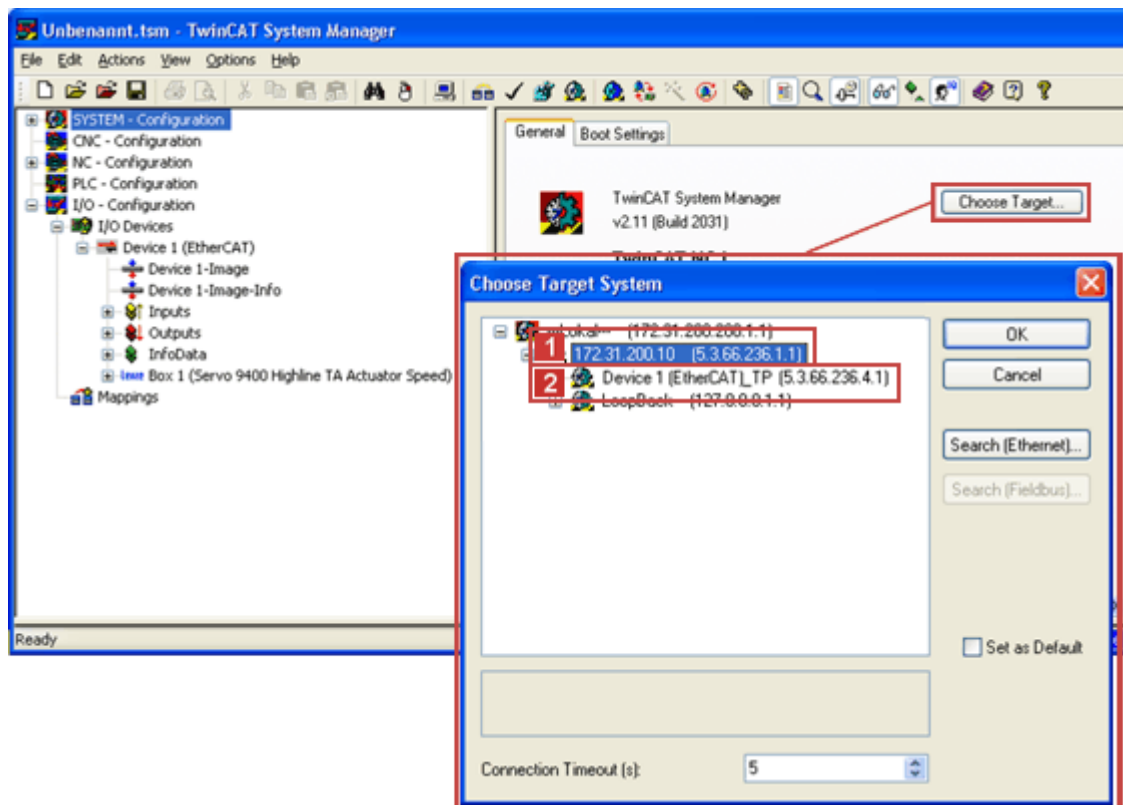 Unbenannt.tsm - TwinCAT System Manager
File Edit Actions View Options Help
SYSTEM - Configuration
CNC - Configuration
NC - Configuration
PLC - Configuration
I/O - Configuration
I/O Devices
Device 1 (EtherCAT)
Device 1-Image
Device 1-Image-Info
Inputs
Outputs
InfoData
Box 1 (Servo 9400 Highline TA Actuator Speed)
Mappings
General Boot Settings
TwinCAT System Manager
v2.11 (Build 2031)
Choose Target...
TwinCAT NC I
Choose Target System
(172.31.200.200.1.1)
1 172.31.200.10 (5.3.66.236.1.1)
2 Device 1 (EtherCAT)_TP (5.3.66.236.4.1)
LoopBack (127.0.0.0.1.1)
OK
Cancel
Search (Ethernet)...
Search (Fieldbus)...
Set as Default
Connection Timeout (s): 5
Ready